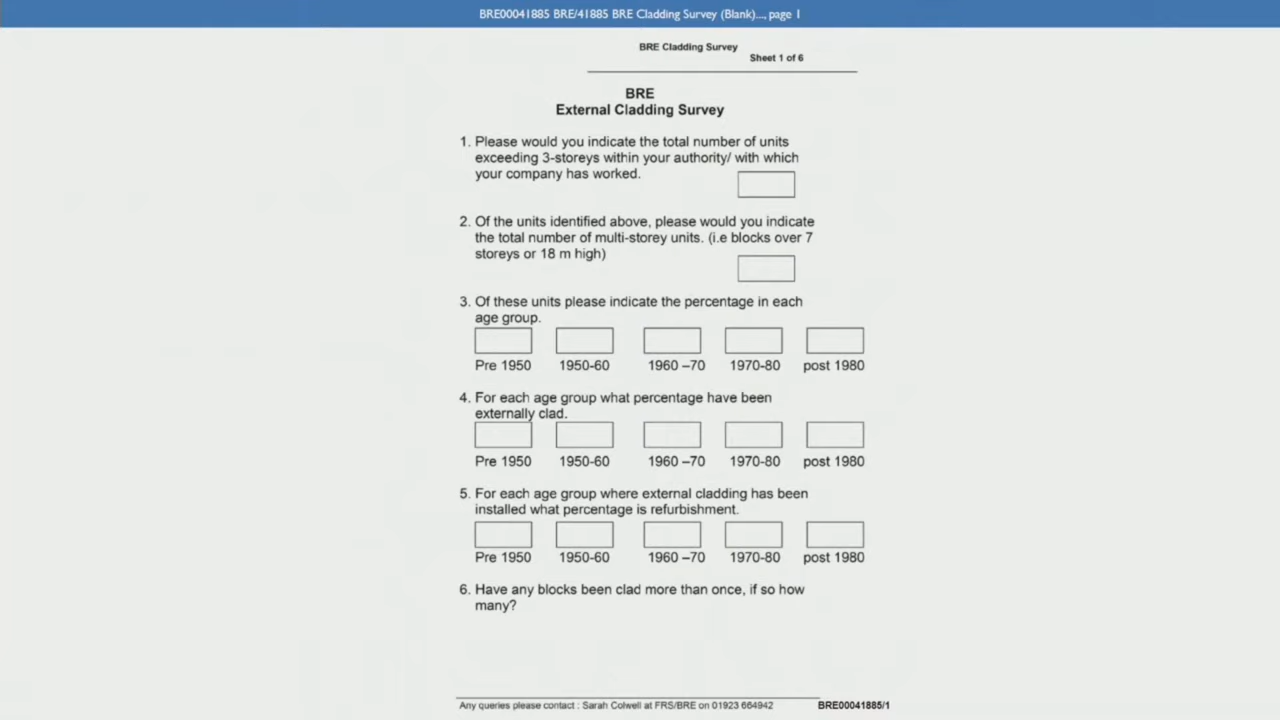 BRE00041885 BRE/41885 BRE Cladding Survey (Blank)..., page 1
BRE Cladding Survey
Sheet 1 of 6
BRE
External Cladding Survey
1. Please would you indicate the total number of units
exceeding 3-storeys within your authority/ with which
your company has worked.
2. Of the units identified above, please would you indicate
the total number of multi-storey units. (i.e blocks over 7
storeys or 18 m high)
3. Of these units please indicate the percentage in each
age group.
Pre 1950 1950-60 1960 –70 1970-80 post 1980
4. For each age group what percentage have been
externally clad.
Pre 1950 1950-60 1960 –70 1970-80 post 1980
5. For each age group where external cladding has been
installed what percentage is refurbishment.
Pre 1950 1950-60 1960 –70 1970-80 post 1980
6. Have any blocks been clad more than once, if so how
many?
Any queries please contact : Sarah Colwell at FRS/BRE on 01923 664942 BRE00041885/1